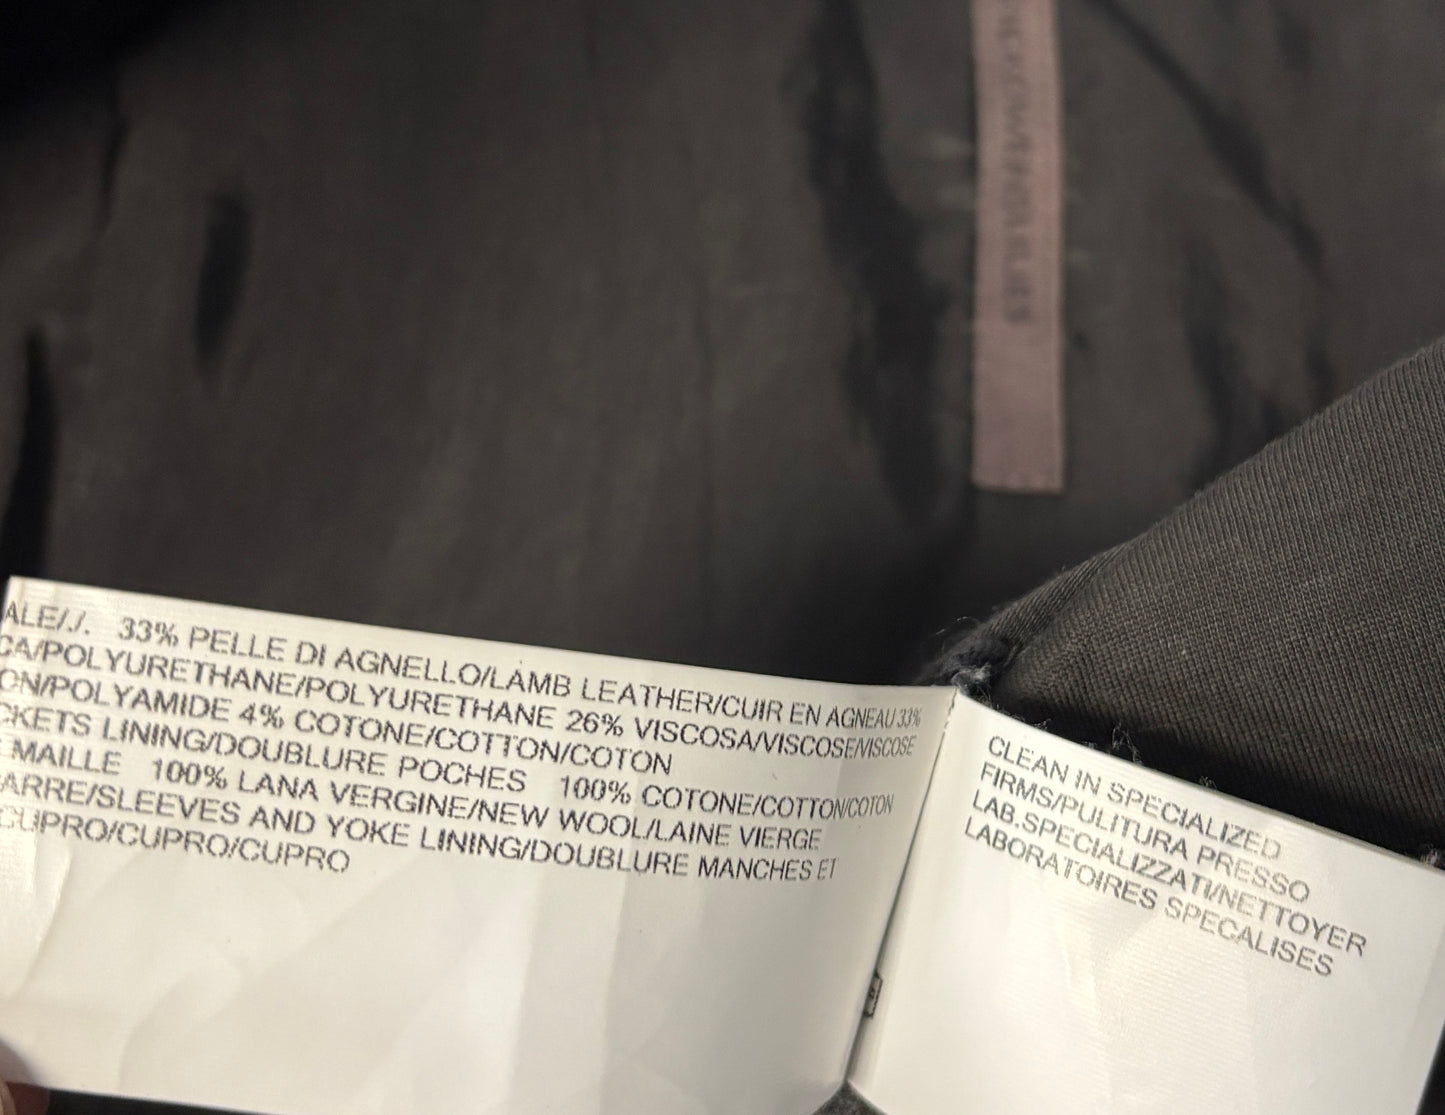 ALE/./. 33% PELLE DI AGNELLO/LAMB LEATHER/CUIR EN AGNEAU 33%
CA/POLYURETHANE/POLYURETHANE 26% VISCOSA/VISCOSE/VISCOSE
ON/POLYAMIDE 4% COTONE/COTTON/COTON
CKETS LINING/DOUBLURE POCHES 100% COTONE/COTTON/COTON
MAILLE 100% LANA VERGINE/NEW WOOL/LAINE VIERGE
ARRE/SLEEVES AND YOKE LINING/DOUBLURE MANCHES ET
CUPRO/CUPRO/CUPRO
CLEAN IN SPECIALIZED
FIRMS/PULITURA PRESSO
LAB.SPECIALIZZATI/NETTOYER
LABORATOIRES SPECALISES